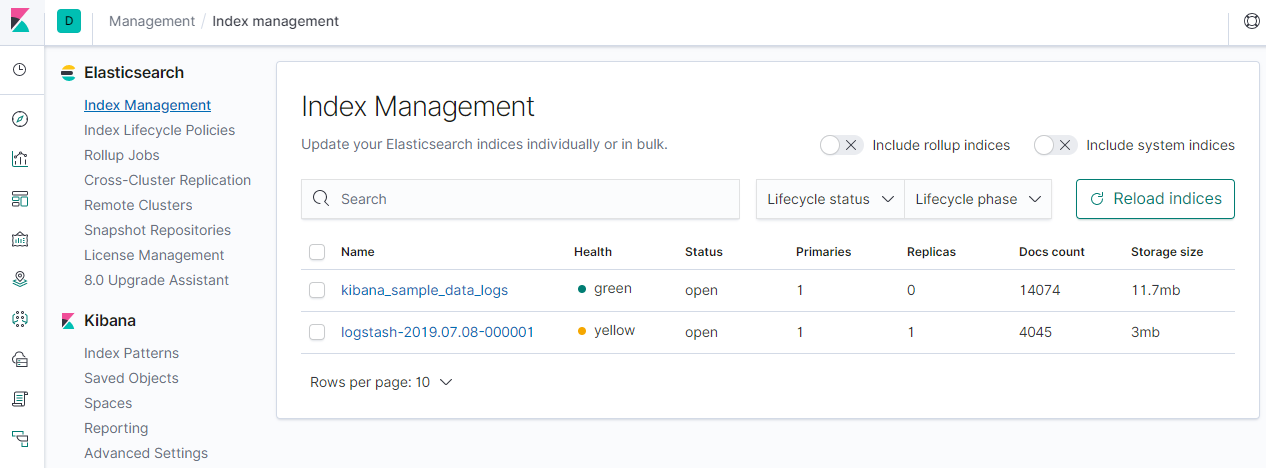 D Management / Index management
Elasticsearch
Index Management
Index Lifecycle Policies
Rollup Jobs
Cross-Cluster Replication
Remote Clusters
Snapshot Repositories
License Management
8.0 Upgrade Assistant
Kibana
Index Patterns
Saved Objects
Spaces
Reporting
Advanced Settings
Index Management
Update your Elasticsearch indices individually or in bulk.
Include rollup indices
Include system indices
Search
Lifecycle status
Lifecycle phase
Reload indices
Name Health Status Primaries Replicas Docs count Storage size
kibana_sample_data_logs green open 1 0 14074 11.7mb
logstash-2019.07.08-000001 yellow open 1 1 4045 3mb
Rows per page: 10